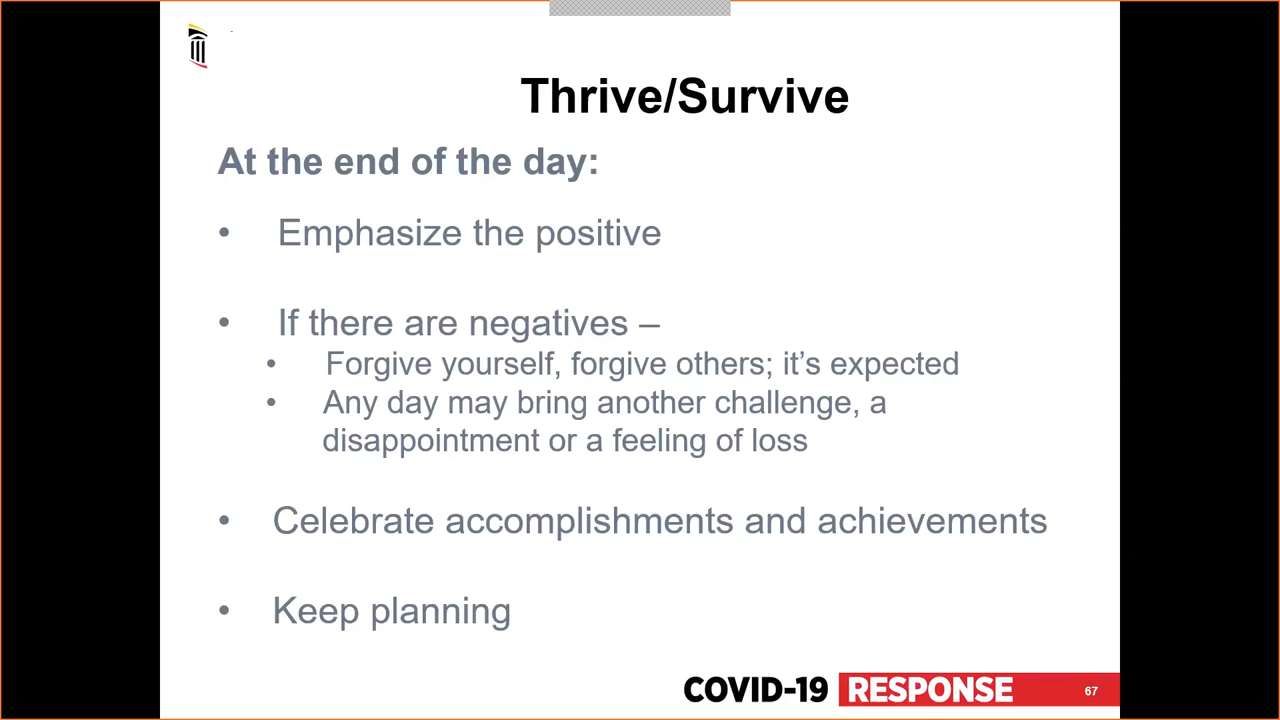 Thrive/Survive
At the end of the day:
• Emphasize the positive
• If there are negatives –
• Forgive yourself, forgive others; it’s expected
• Any day may bring another challenge, a
disappointment or a feeling of loss
• Celebrate accomplishments and achievements
• Keep planning
COVID-19 RESPONSE 67